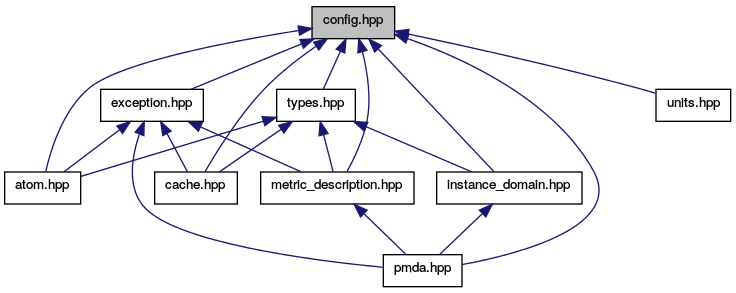 config.hpp
exception.hpp
types.hpp
units.hpp
atom.hpp
cache.hpp
metric_description.hpp
instance_domain.hpp
pmda.hpp